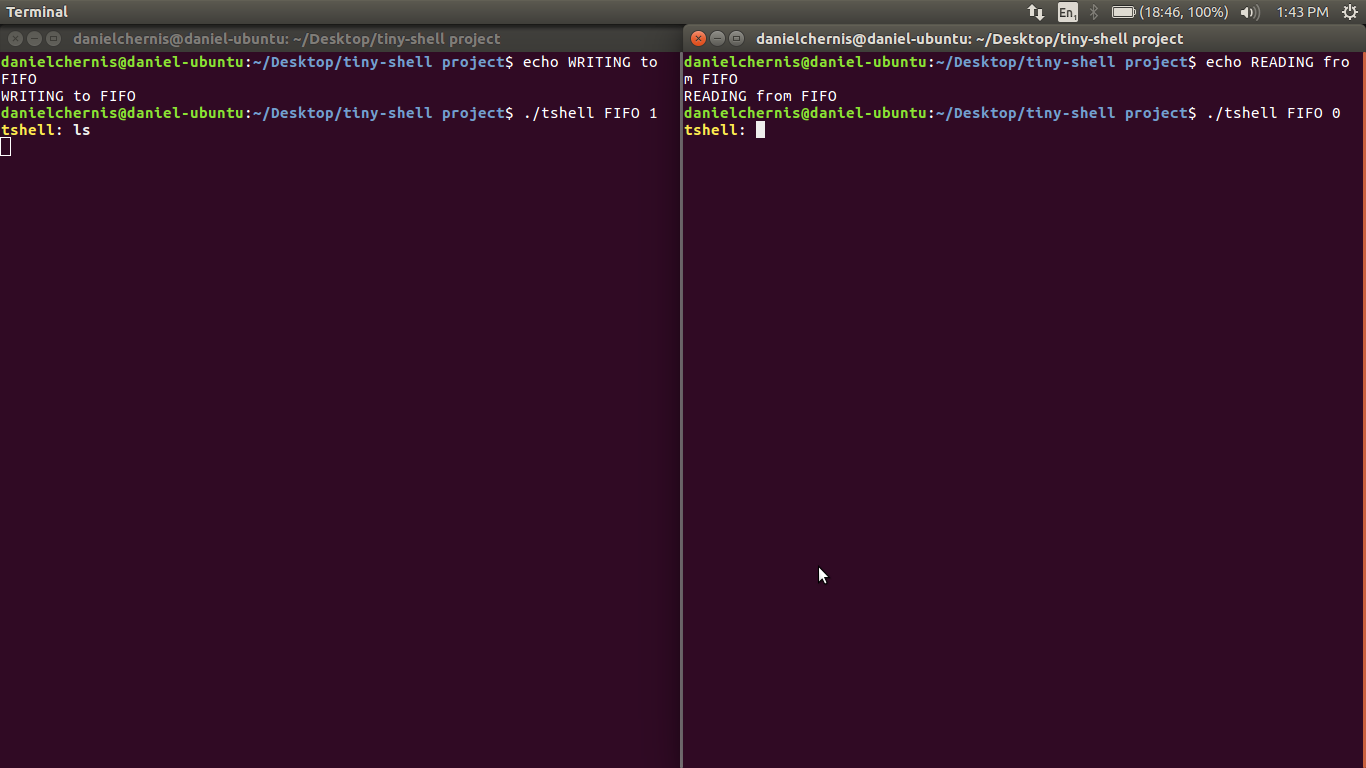 Terminal
En1
(18:46, 100%)
1:43 PM
danielchernis@daniel-ubuntu: ~/Desktop/tiny-shell project
danielchernis@daniel-ubuntu:~/Desktop/tiny-shell project$ echo WRITING to
FIFO
WRITING to FIFO
danielchernis@daniel-ubuntu:~/Desktop/tiny-shell project$ ./tshell FIFO 1
tshell: ls
danielchernis@daniel-ubuntu: ~/Desktop/tiny-shell project
danielchernis@daniel-ubuntu:~/Desktop/tiny-shell project$ echo READING fro
m FIFO
READING from FIFO
danielchernis@daniel-ubuntu:~/Desktop/tiny-shell project$ ./tshell FIFO 0
tshell: